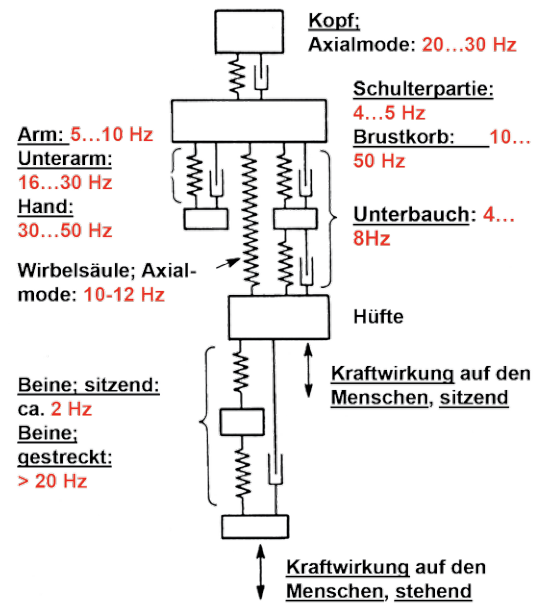 Kopf;
Axialmode: 20…30 Hz
Schulterpartie:
4…5 Hz
Brustkorb: 10…
50 Hz
Arm: 5…10 Hz
Unterarm:
16…30 Hz
Hand:
30…50 Hz
Unterbauch: 4…
8Hz
Wirbelsäule; Axial-
mode: 10-12 Hz
Hüfte
Kraftwirkung auf den
Menschen, sitzend
Beine; sitzend:
ca. 2 Hz
Beine;
gestreckt:
> 20 Hz
Kraftwirkung auf den
Menschen, stehend